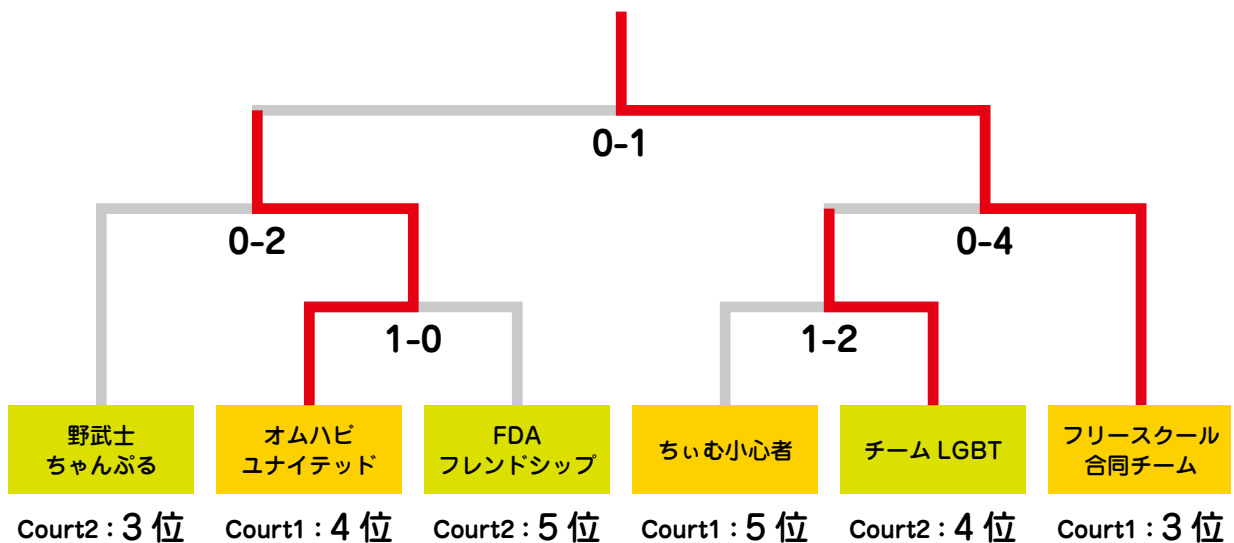 0-1
0-2
0-4
1-0
1-2
野武士
ちゃんぷる
オムハビ
ユナイテッド
FDA
フレンドシップ
ちぃむ小心者
チーム LGBT
フリースクール
合同チーム
Court2：3 位
Court1：4 位
Court2：5 位
Court1：5 位
Court2：4 位
Court1：3 位